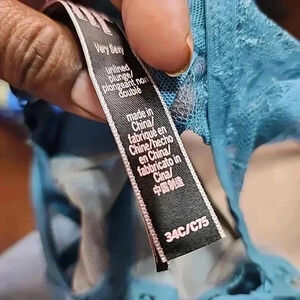 Very Sexy
unlined
plunge/
plongeant non
doublé
made in
China/
fabriqué en
Chine/hecho
en China/
fabbricato in
Cina/
中国制造
34C/C75